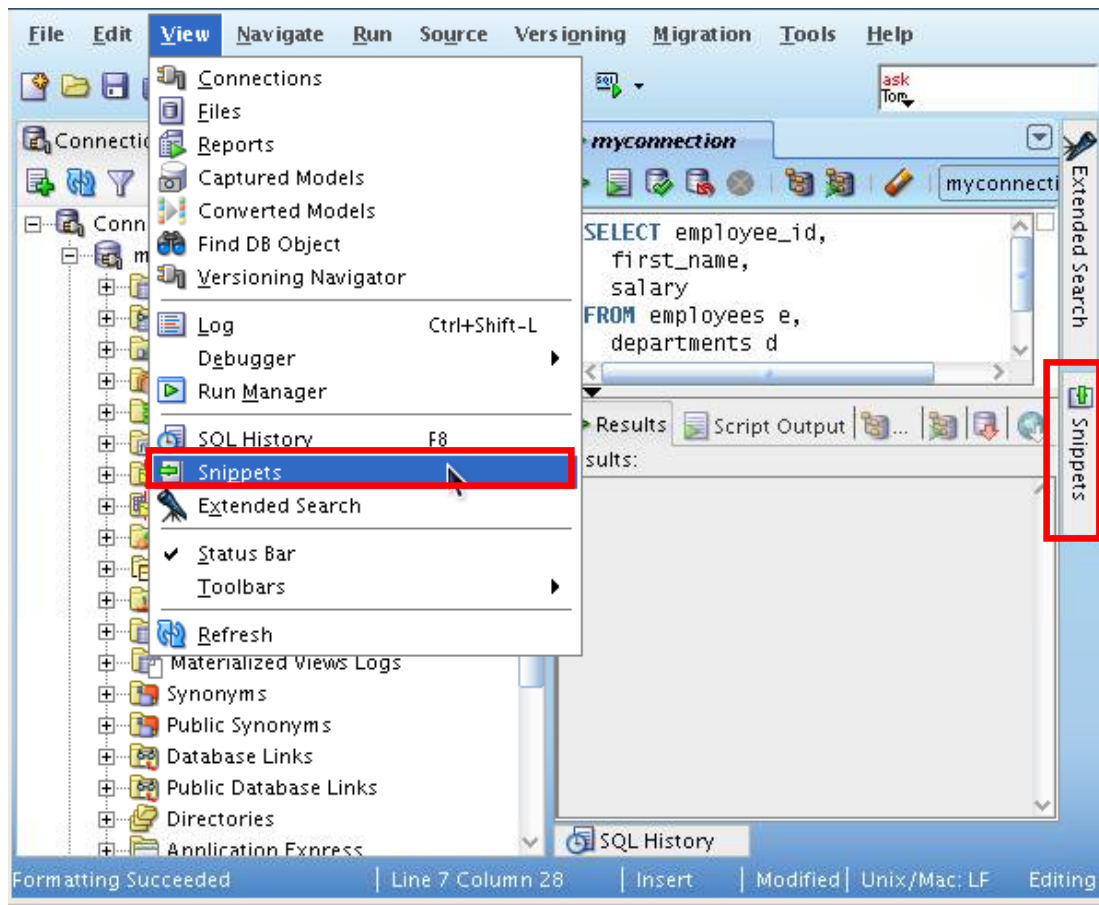 File Edit View Navigate Run Source Versioning Migration Tools Help
ask
Tom
Connections
Files
Reports
Captured Models
Converted Models
Find DB Object
Versioning Navigator
Log Ctrl+Shift-L
Debugger
Run Manager
SQL History F8
Snippets
Extended Search
Status Bar
Toolbars
Refresh
Connectio
Conn
m
Materialized Views Logs
Synonyms
Public Synonyms
Database Links
Public Database Links
Directories
Application Express
myconnection
myconnecti
SELECT employee_id,
first_name,
salary
FROM employees e,
departments d
Results Script Output ...
sults:
SQL History
Extended Search
Snippets
Formatting Succeeded Line 7 Column 28 Insert Modified Unix/Mac: LF Editing